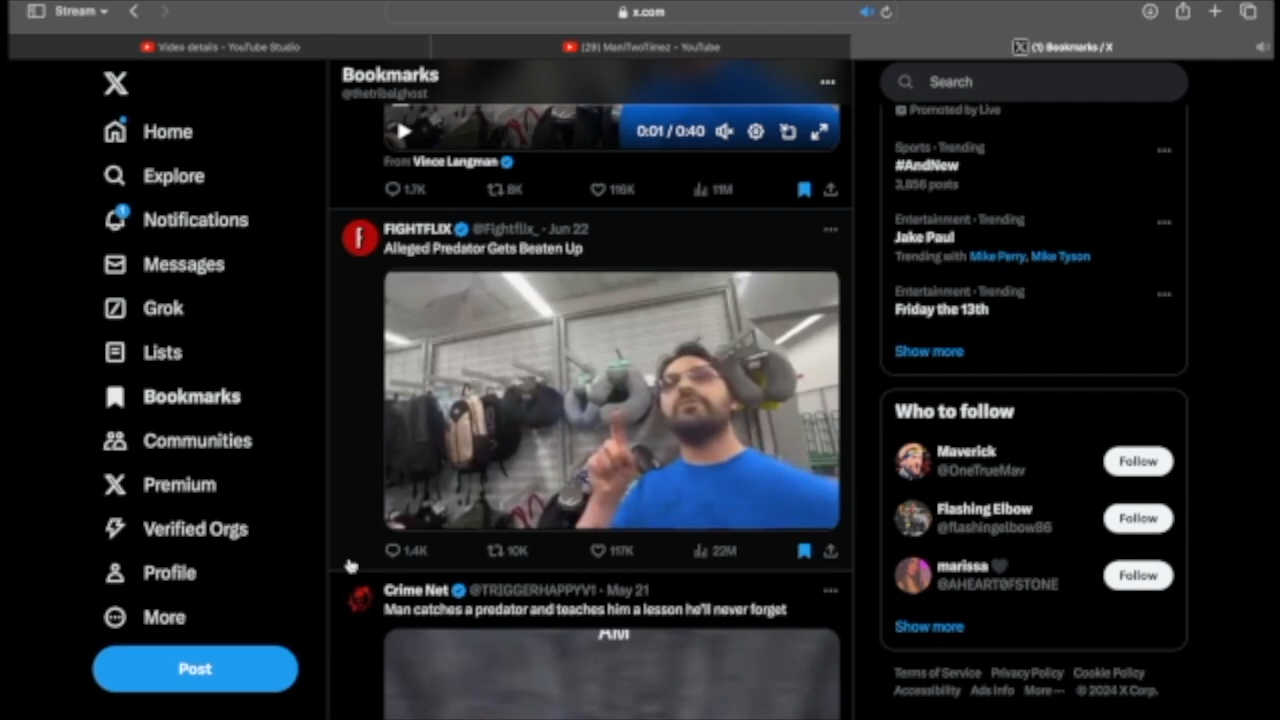 Stream
x.com
Video details - YouTube Studio
(29) ManiTwoTimez - YouTube
(1) Bookmarks / X
Home
Explore
Notifications
1
Messages
Grok
Lists
Bookmarks
Communities
Premium
Verified Orgs
Profile
More
Post
Bookmarks
@thetribalghost
0:01 / 0:40
From Vince Langman
1.7K 8K 116K 11M
FIGHTFLIX @Fightflix_ · Jun 22
Alleged Predator Gets Beaten Up
1.4K 10K 117K 22M
Crime Net @TRIGGERHAPPYV1 · May 21
Man catches a predator and teaches him a lesson he'll never forget
AM
Search
Promoted by Live
Sports · Trending
#AndNew
3,856 posts
Entertainment · Trending
Jake Paul
Trending with Mike Perry, Mike Tyson
Entertainment · Trending
Friday the 13th
Show more
Who to follow
Maverick
@OneTrueMav
Follow
Flashing Elbow
@flashingelbow86
Follow
marissa
@AHEARTØFSTONE
Follow
Show more
Terms of Service Privacy Policy Cookie Policy
Accessibility Ads info More ··· © 2024 X Corp.